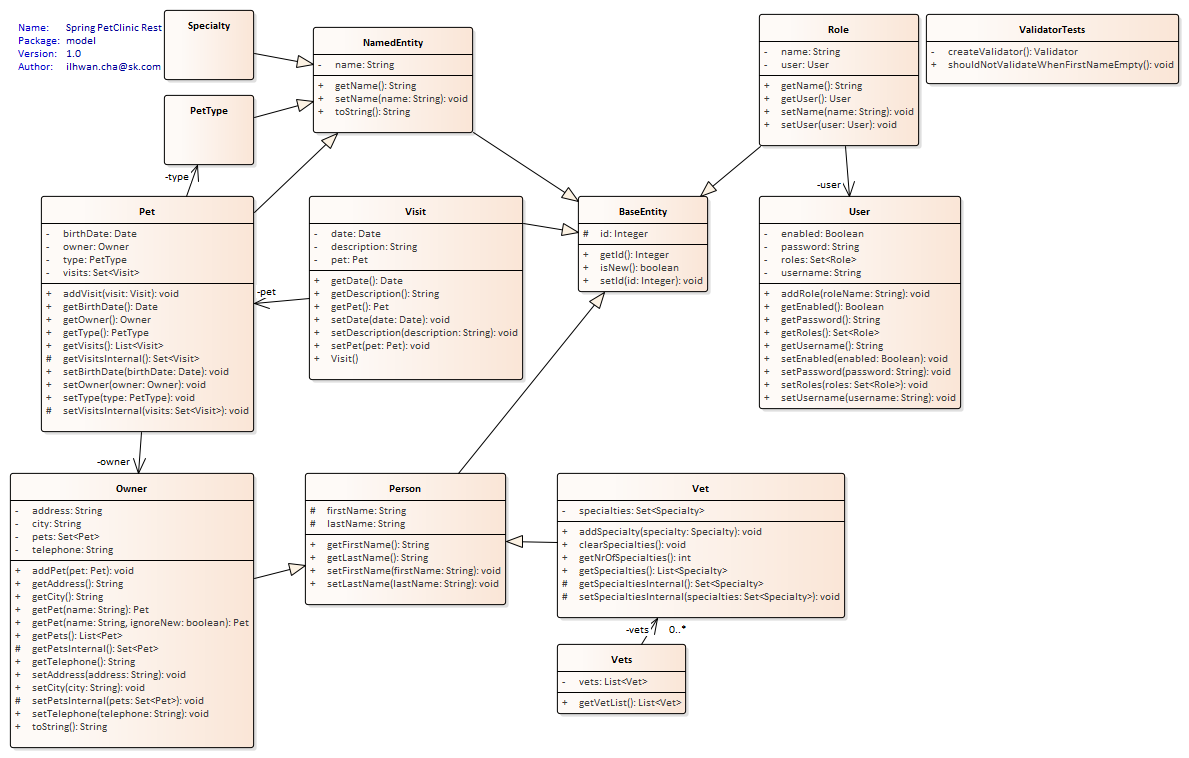 Name: Spring PetClinic Rest
Package: model
Version: 1.0
Author: ilhwan.cha@sk.com
Specialty
NamedEntity
- name: String
+ getName(): String
+ setName(name: String): void
+ toString(): String
Role
- name: String
- user: User
+ getName(): String
+ getUser(): User
+ setName(name: String): void
+ setUser(user: User): void
ValidatorTests
- createValidator(): Validator
+ shouldNotValidateWhenFirstNameEmpty(): void
PetType
-type
-user
Pet
- birthDate: Date
- owner: Owner
- type: PetType
- visits: Set<Visit>
+ addVisit(visit: Visit): void
+ getBirthDate(): Date
+ getOwner(): Owner
+ getType(): PetType
+ getVisits(): List<Visit>
# getVisitsInternal(): Set<Visit>
+ setBirthDate(birthDate: Date): void
+ setOwner(owner: Owner): void
+ setType(type: PetType): void
# setVisitsInternal(visits: Set<Visit>): void
-pet
Visit
- date: Date
- description: String
- pet: Pet
+ getDate(): Date
+ getDescription(): String
+ getPet(): Pet
+ setDate(date: Date): void
+ setDescription(description: String): void
+ setPet(pet: Pet): void
+ Visit()
BaseEntity
# id: Integer
+ getId(): Integer
+ isNew(): boolean
+ setId(id: Integer): void
User
- enabled: Boolean
- password: String
- roles: Set<Role>
- username: String
+ addRole(roleName: String): void
+ getEnabled(): Boolean
+ getPassword(): String
+ getRoles(): Set<Role>
+ getUsername(): String
+ setEnabled(enabled: Boolean): void
+ setPassword(password: String): void
+ setRoles(roles: Set<Role>): void
+ setUsername(username: String): void
-owner
Owner
- address: String
- city: String
- pets: Set<Pet>
- telephone: String
+ addPet(pet: Pet): void
+ getAddress(): String
+ getCity(): String
+ getPet(name: String): Pet
+ getPet(name: String, ignoreNew: boolean): Pet
+ getPets(): List<Pet>
# getPetsInternal(): Set<Pet>
+ getTelephone(): String
+ setAddress(address: String): void
+ setCity(city: String): void
# setPetsInternal(pets: Set<Pet>): void
+ setTelephone(telephone: String): void
+ toString(): String
Person
# firstName: String
# lastName: String
+ getFirstName(): String
+ getLastName(): String
+ setFirstName(firstName: String): void
+ setLastName(lastName: String): void
Vet
- specialties: Set<Specialty>
+ addSpecialty(specialty: Specialty): void
+ clearSpecialties(): void
+ getNrOfSpecialties(): int
+ getSpecialties(): List<Specialty>
# getSpecialtiesInternal(): Set<Specialty>
# setSpecialtiesInternal(specialties: Set<Specialty>): void
-vets 0..*
Vets
- vets: List<Vet>
+ getVetList(): List<Vet>